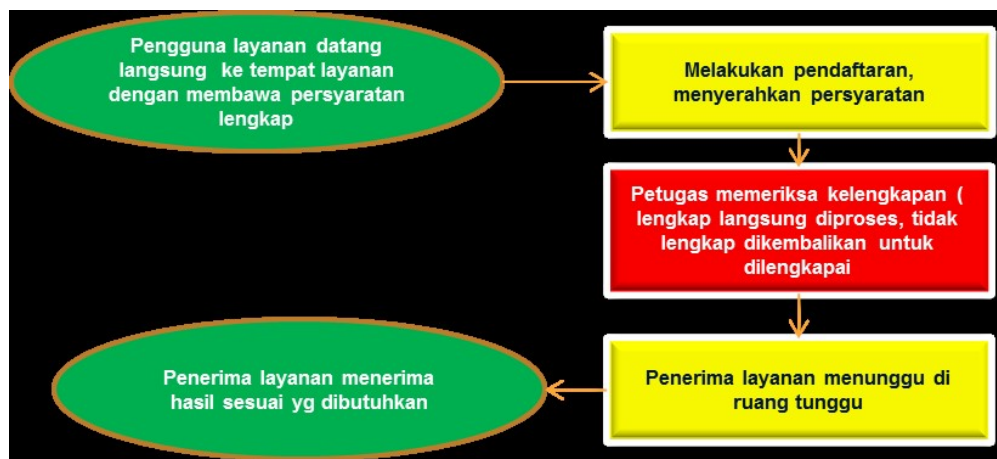 Pengguna layanan datang
langsung ke tempat layanan
dengan membawa persyaratan
lengkap
Melakukan pendaftaran,
menyerahkan persyaratan
Petugas memeriksa kelengkapan (
lengkap langsung diproses, tidak
lengkap dikembalikan untuk
dilengkapai
Penerima layanan menunggu di
ruang tunggu
Penerima layanan menerima
hasil sesuai yg dibutuhkan